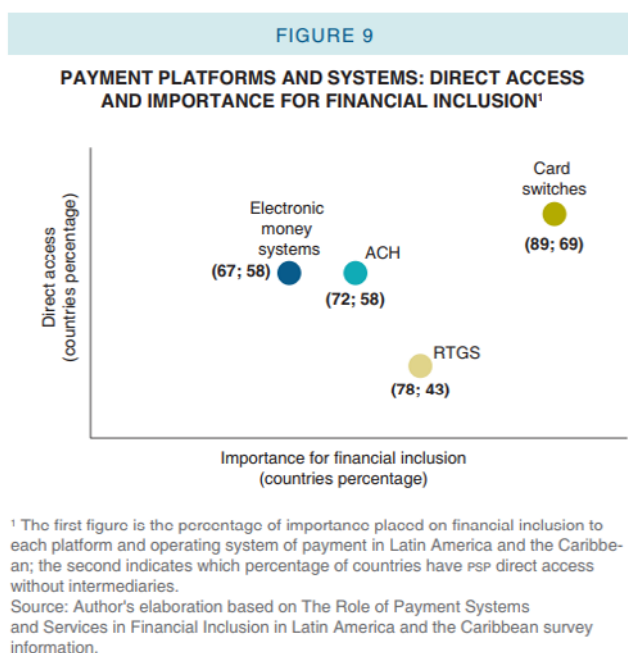 FIGURE 9
PAYMENT PLATFORMS AND SYSTEMS: DIRECT ACCESS
AND IMPORTANCE FOR FINANCIAL INCLUSION¹
Card
switches
(89; 69)
Electronic
money
systems
(67; 58)
ACH
(72; 58)
RTGS
(78; 43)
Direct access
(countries percentage)
Importance for financial inclusion
(countries percentage)
¹ The first figure is the percentage of importance placed on financial inclusion to
each platform and operating system of payment in Latin America and the Caribbe-
an; the second indicates which percentage of countries have PSP direct access
without intermediaries.
Source: Author's elaboration based on The Role of Payment Systems
and Services in Financial Inclusion in Latin America and the Caribbean survey
information.